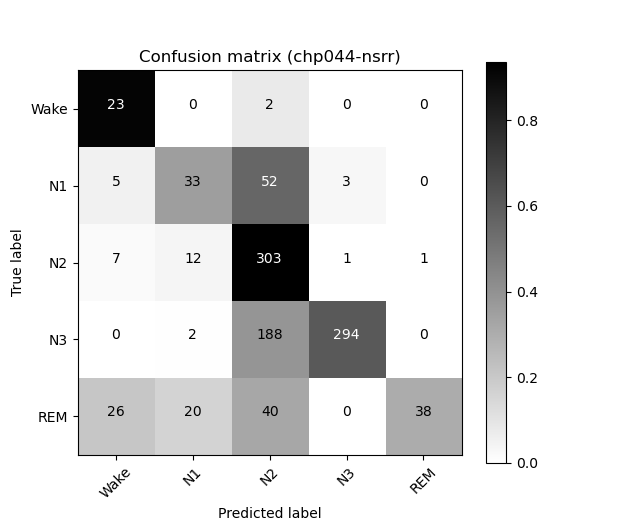 Confusion matrix (chp044-nsrr)
Wake 23 0 2 0 0
N1 5 33 52 3 0
N2 7 12 303 1 1
N3 0 2 188 294 0
REM 26 20 40 0 38
Wake N1 N2 N3 REM
True label
Predicted label
0.8
0.6
0.4
0.2
0.0